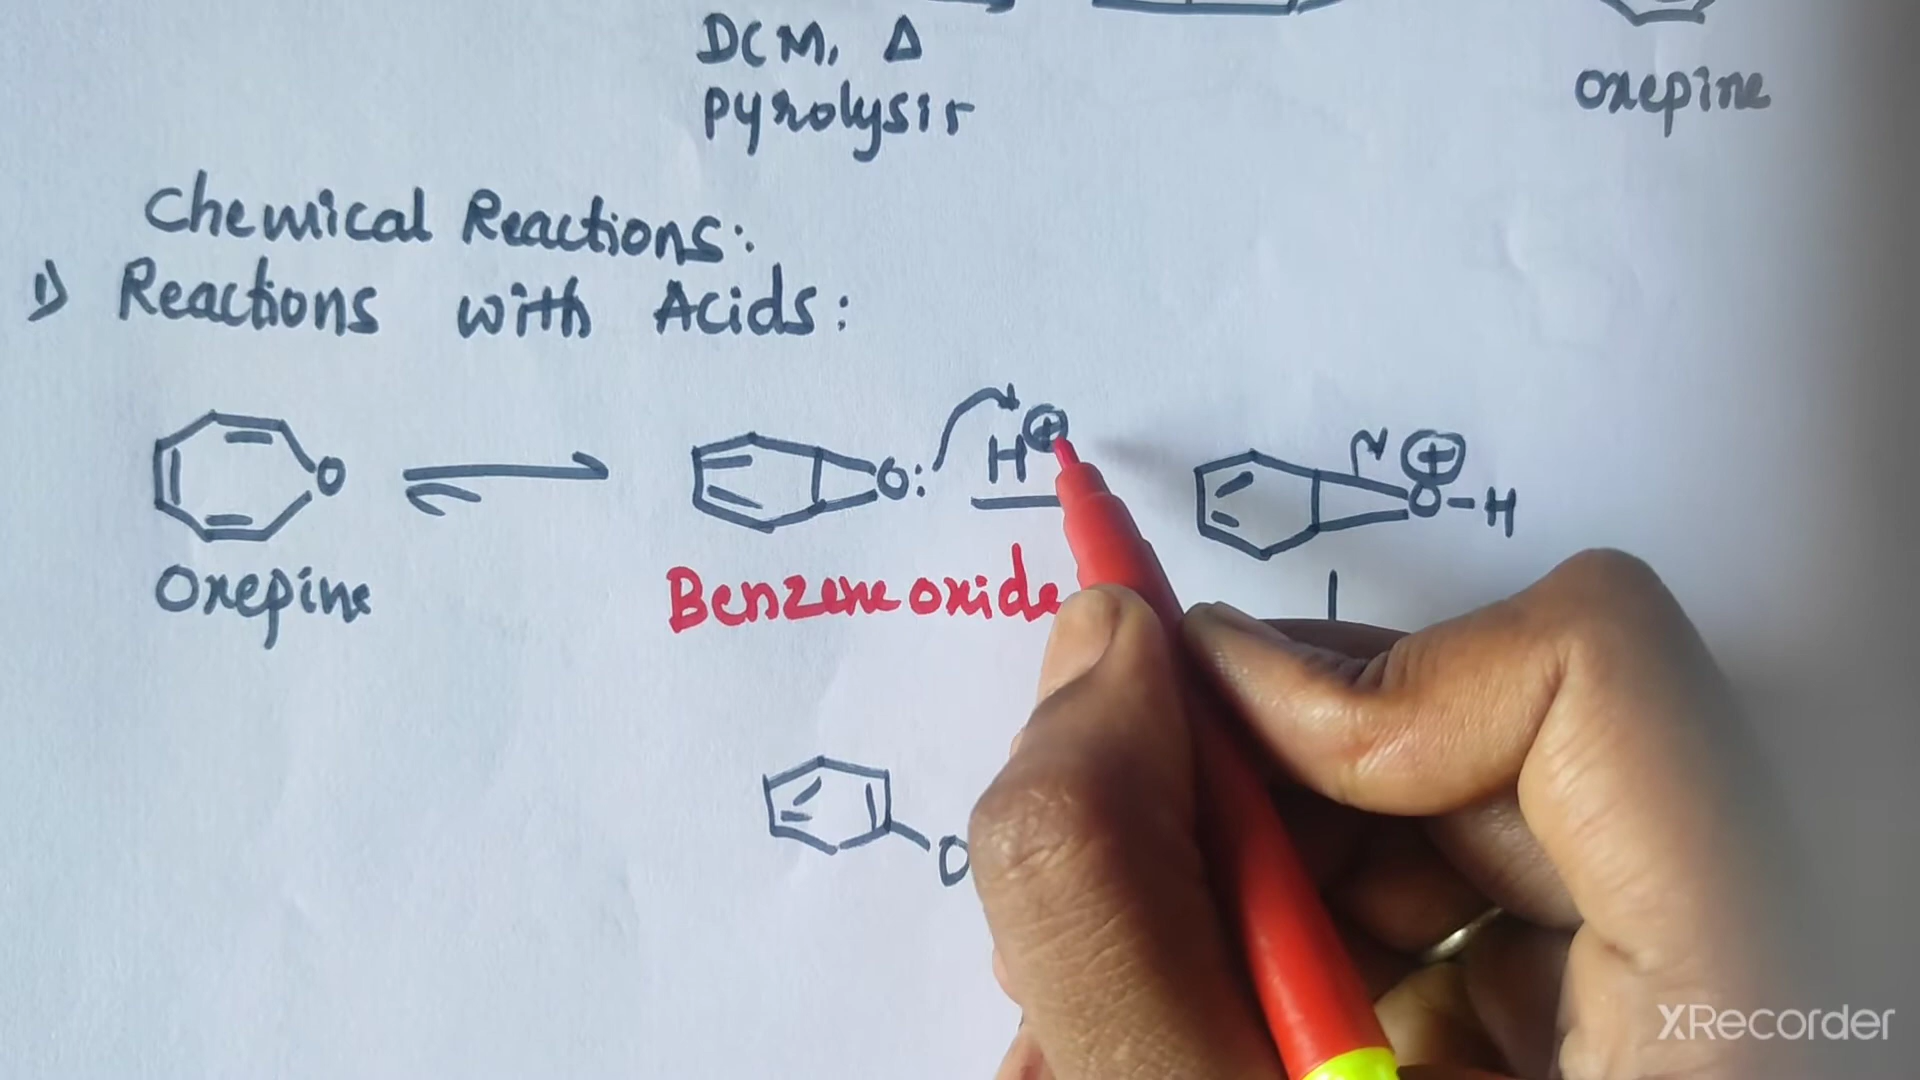 DCM, Δ
pyrolysis
oxepine
Chemical Reactions:
1) Reactions with Acids:
O
O:
H⊕
⊕
O-H
Oxepine
Benzene oxide
O
XRecorder